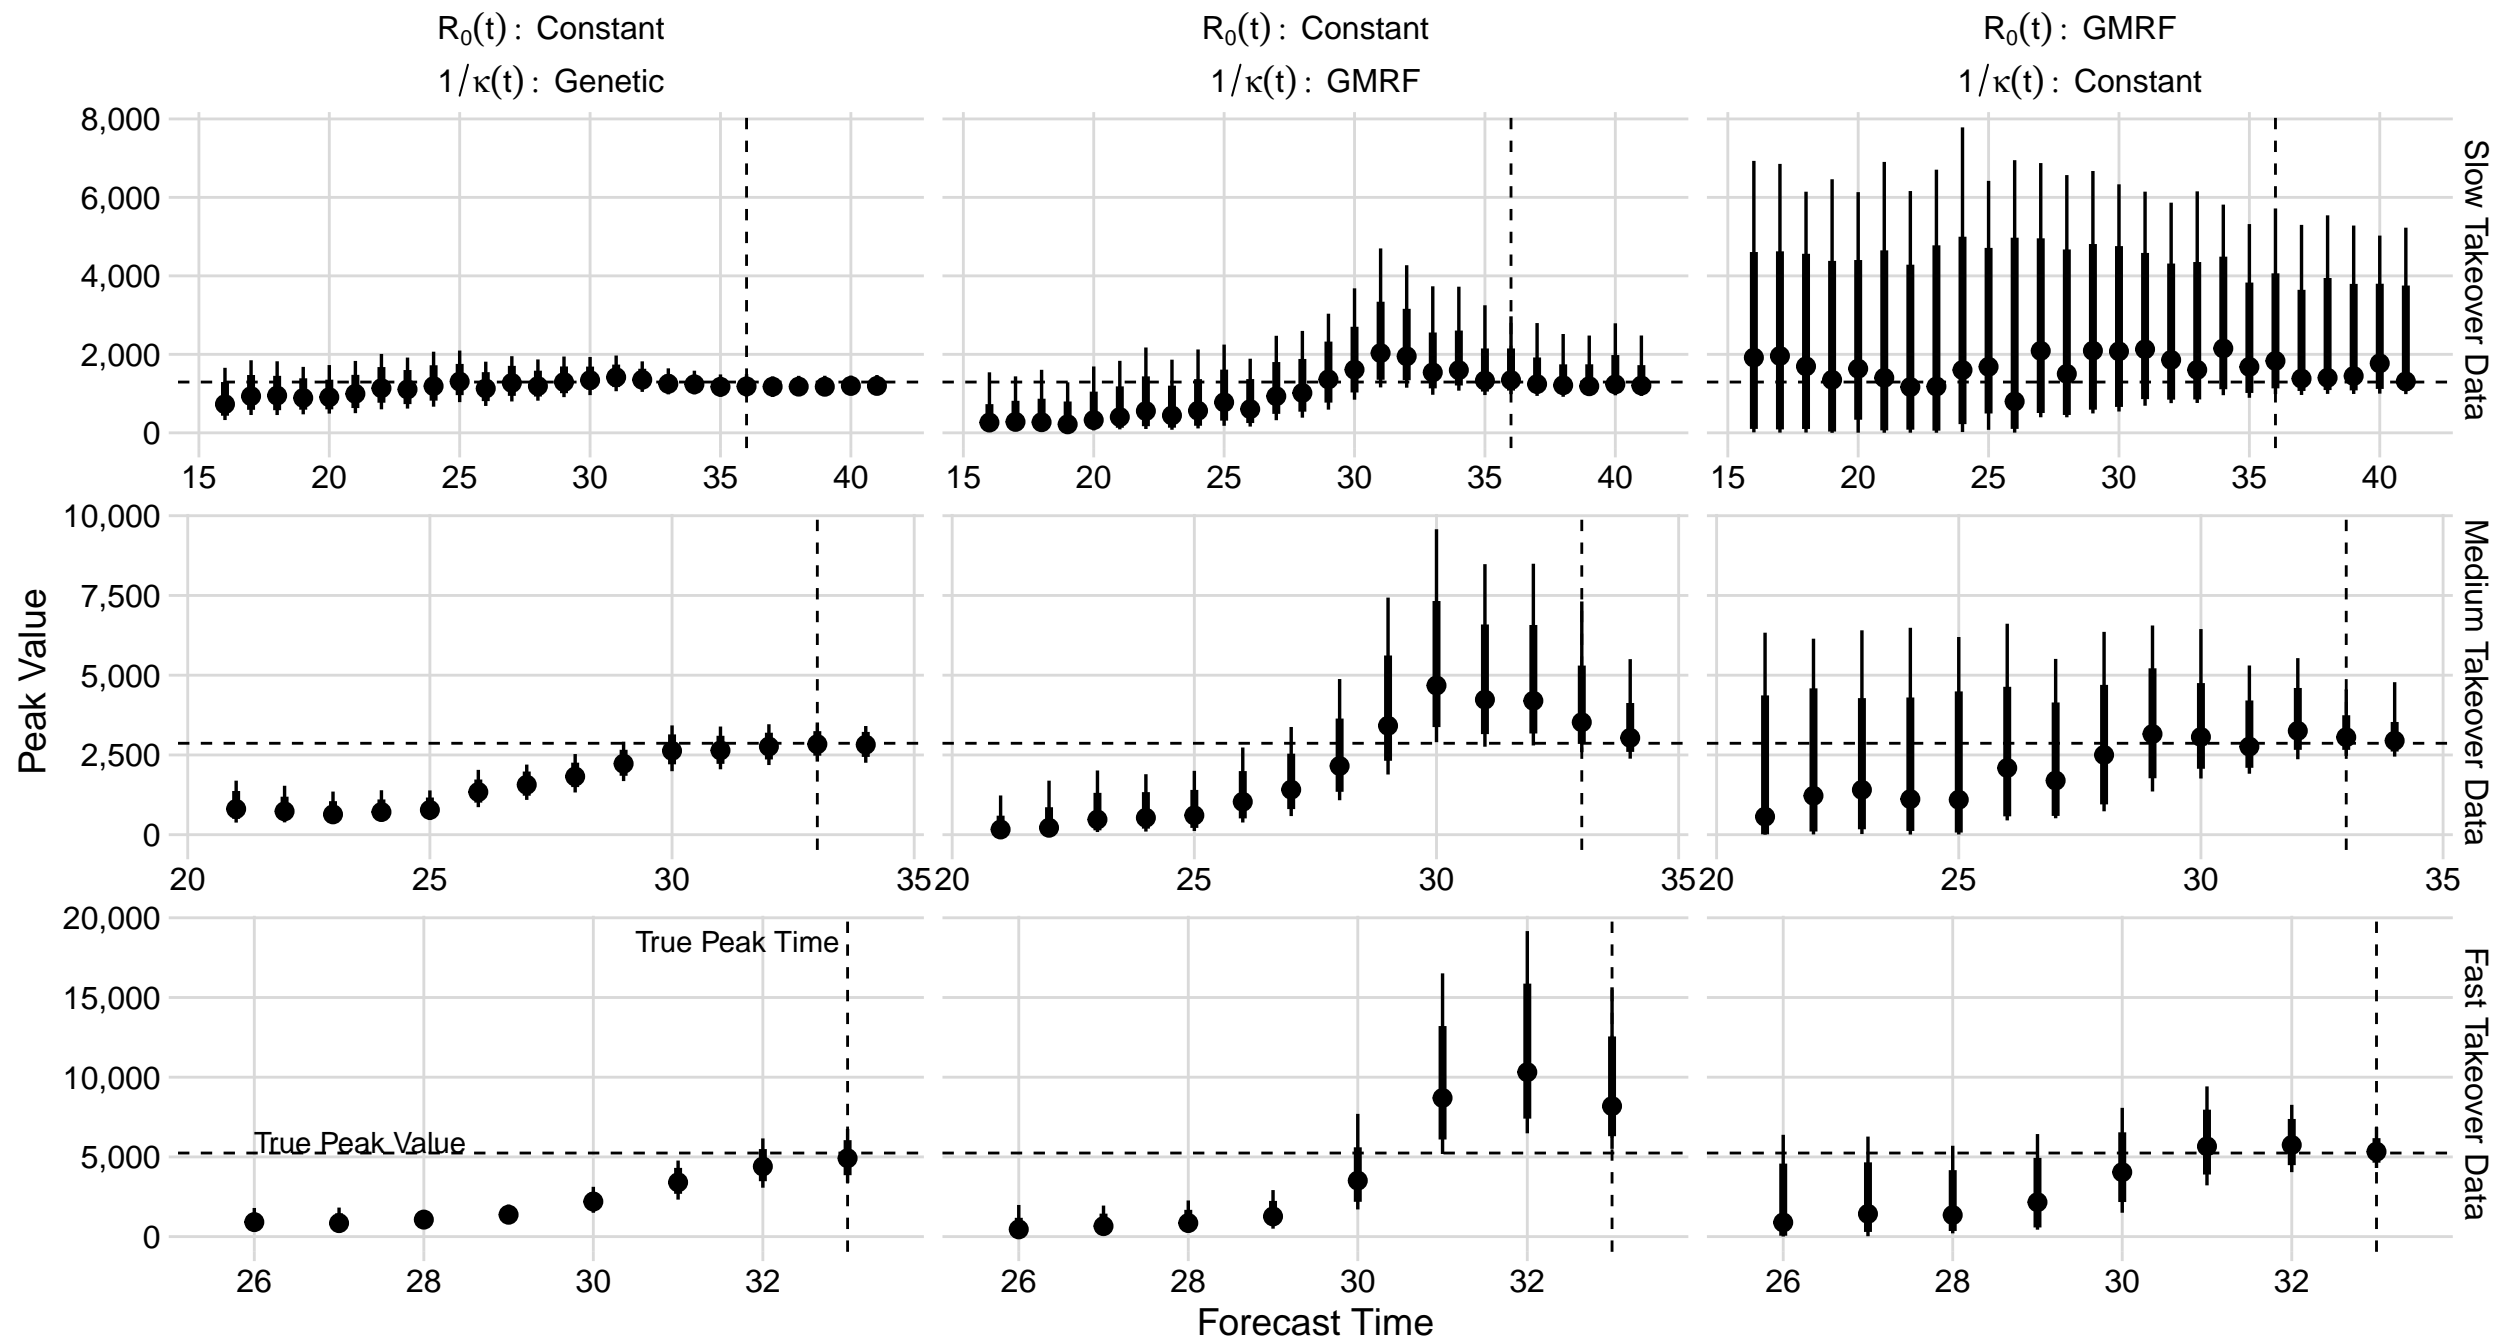 R₀(t) : Constant
1/κ(t) : Genetic
R₀(t) : Constant
1/κ(t) : GMRF
R₀(t) : GMRF
1/κ(t) : Constant
8,000
6,000
4,000
2,000
0
15 20 25 30 35 40
15 20 25 30 35 40
15 20 25 30 35 40
Slow Takeover Data
Peak Value
10,000
7,500
5,000
2,500
0
20 25 30 35
20 25 30 35
20 25 30 35
Medium Takeover Data
20,000
15,000
10,000
5,000
0
True Peak Time
True Peak Value
26 28 30 32
26 28 30 32
26 28 30 32
Fast Takeover Data
Forecast Time